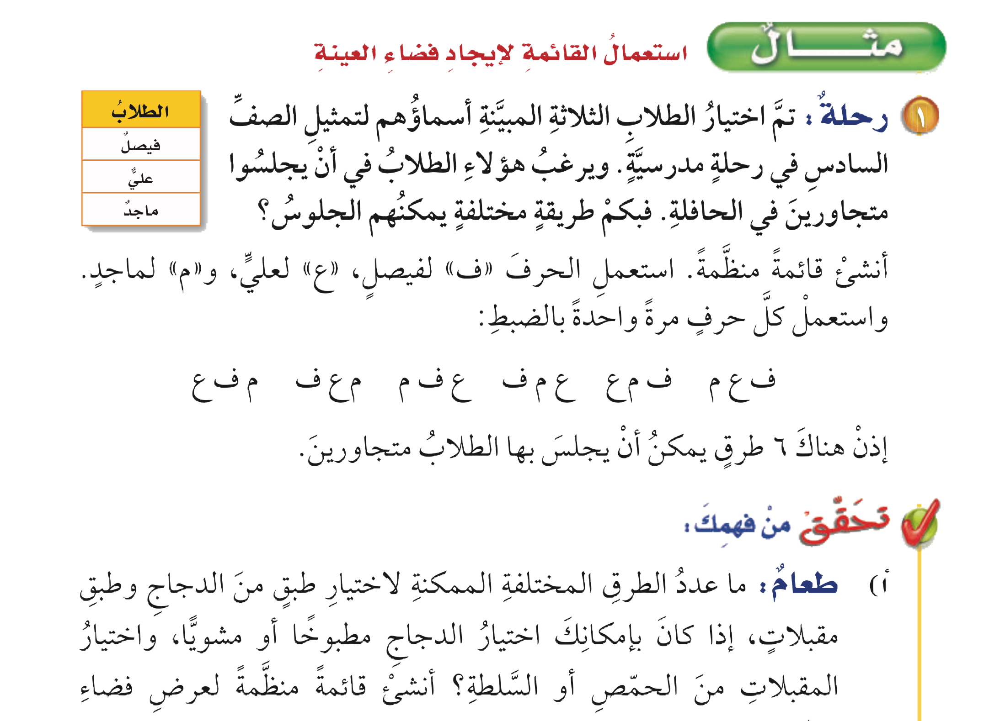 مثــالٌ
استعمالُ القائمةِ لإيجادِ فضاءِ العينةِ
١ رحلةٌ: تمَّ اختيارُ الطلابِ الثلاثةِ المبيَّنةِ أسماؤُهم لتمثيلِ الصفِّ
السادسِ في رحلةٍ مدرسيَّةٍ. ويرغبُ هؤلاءِ الطلابُ في أنْ يجلسُوا
متجاورينَ في الحافلةِ. فبكمْ طريقةٍ مختلفةٍ يمكنُهم الجلوسُ؟
الطلابُ
فيصلٌ
عليٌّ
ماجدٌ
أنشئْ قائمةً منظَّمةً. استعملِ الحرفَ «ف» لفيصلٍ، «ع» لعليٍّ، و«م» لماجدٍ.
واستعملْ كلَّ حرفٍ مرةً واحدةً بالضبطِ:
ف ع م ف م ع ع م ف ع ف م م ع ف م ف ع
إذنْ هناكَ ٦ طرقٍ يمكنُ أنْ يجلسَ بها الطلابُ متجاورينَ.
تَحَقَّقْ منْ فهمِكَ:
أ) طعامٌ: ما عددُ الطرقِ المختلفةِ الممكنةِ لاختيارِ طبقٍ منَ الدجاجِ وطبقِ
مقبلاتٍ، إذا كانَ بإمكانِكَ اختيارُ الدجاجِ مطبوخًا أو مشويًّا، واختيارُ
المقبلاتِ منَ الحمّصِ أو السَّلطةِ؟ أنشئْ قائمةً منظَّمةً لعرضِ فضاءِ